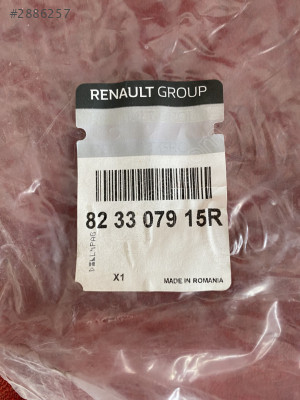 #2886257
RENAULT GROUP
82 33 079 15R
X1
MADE IN ROMANIA